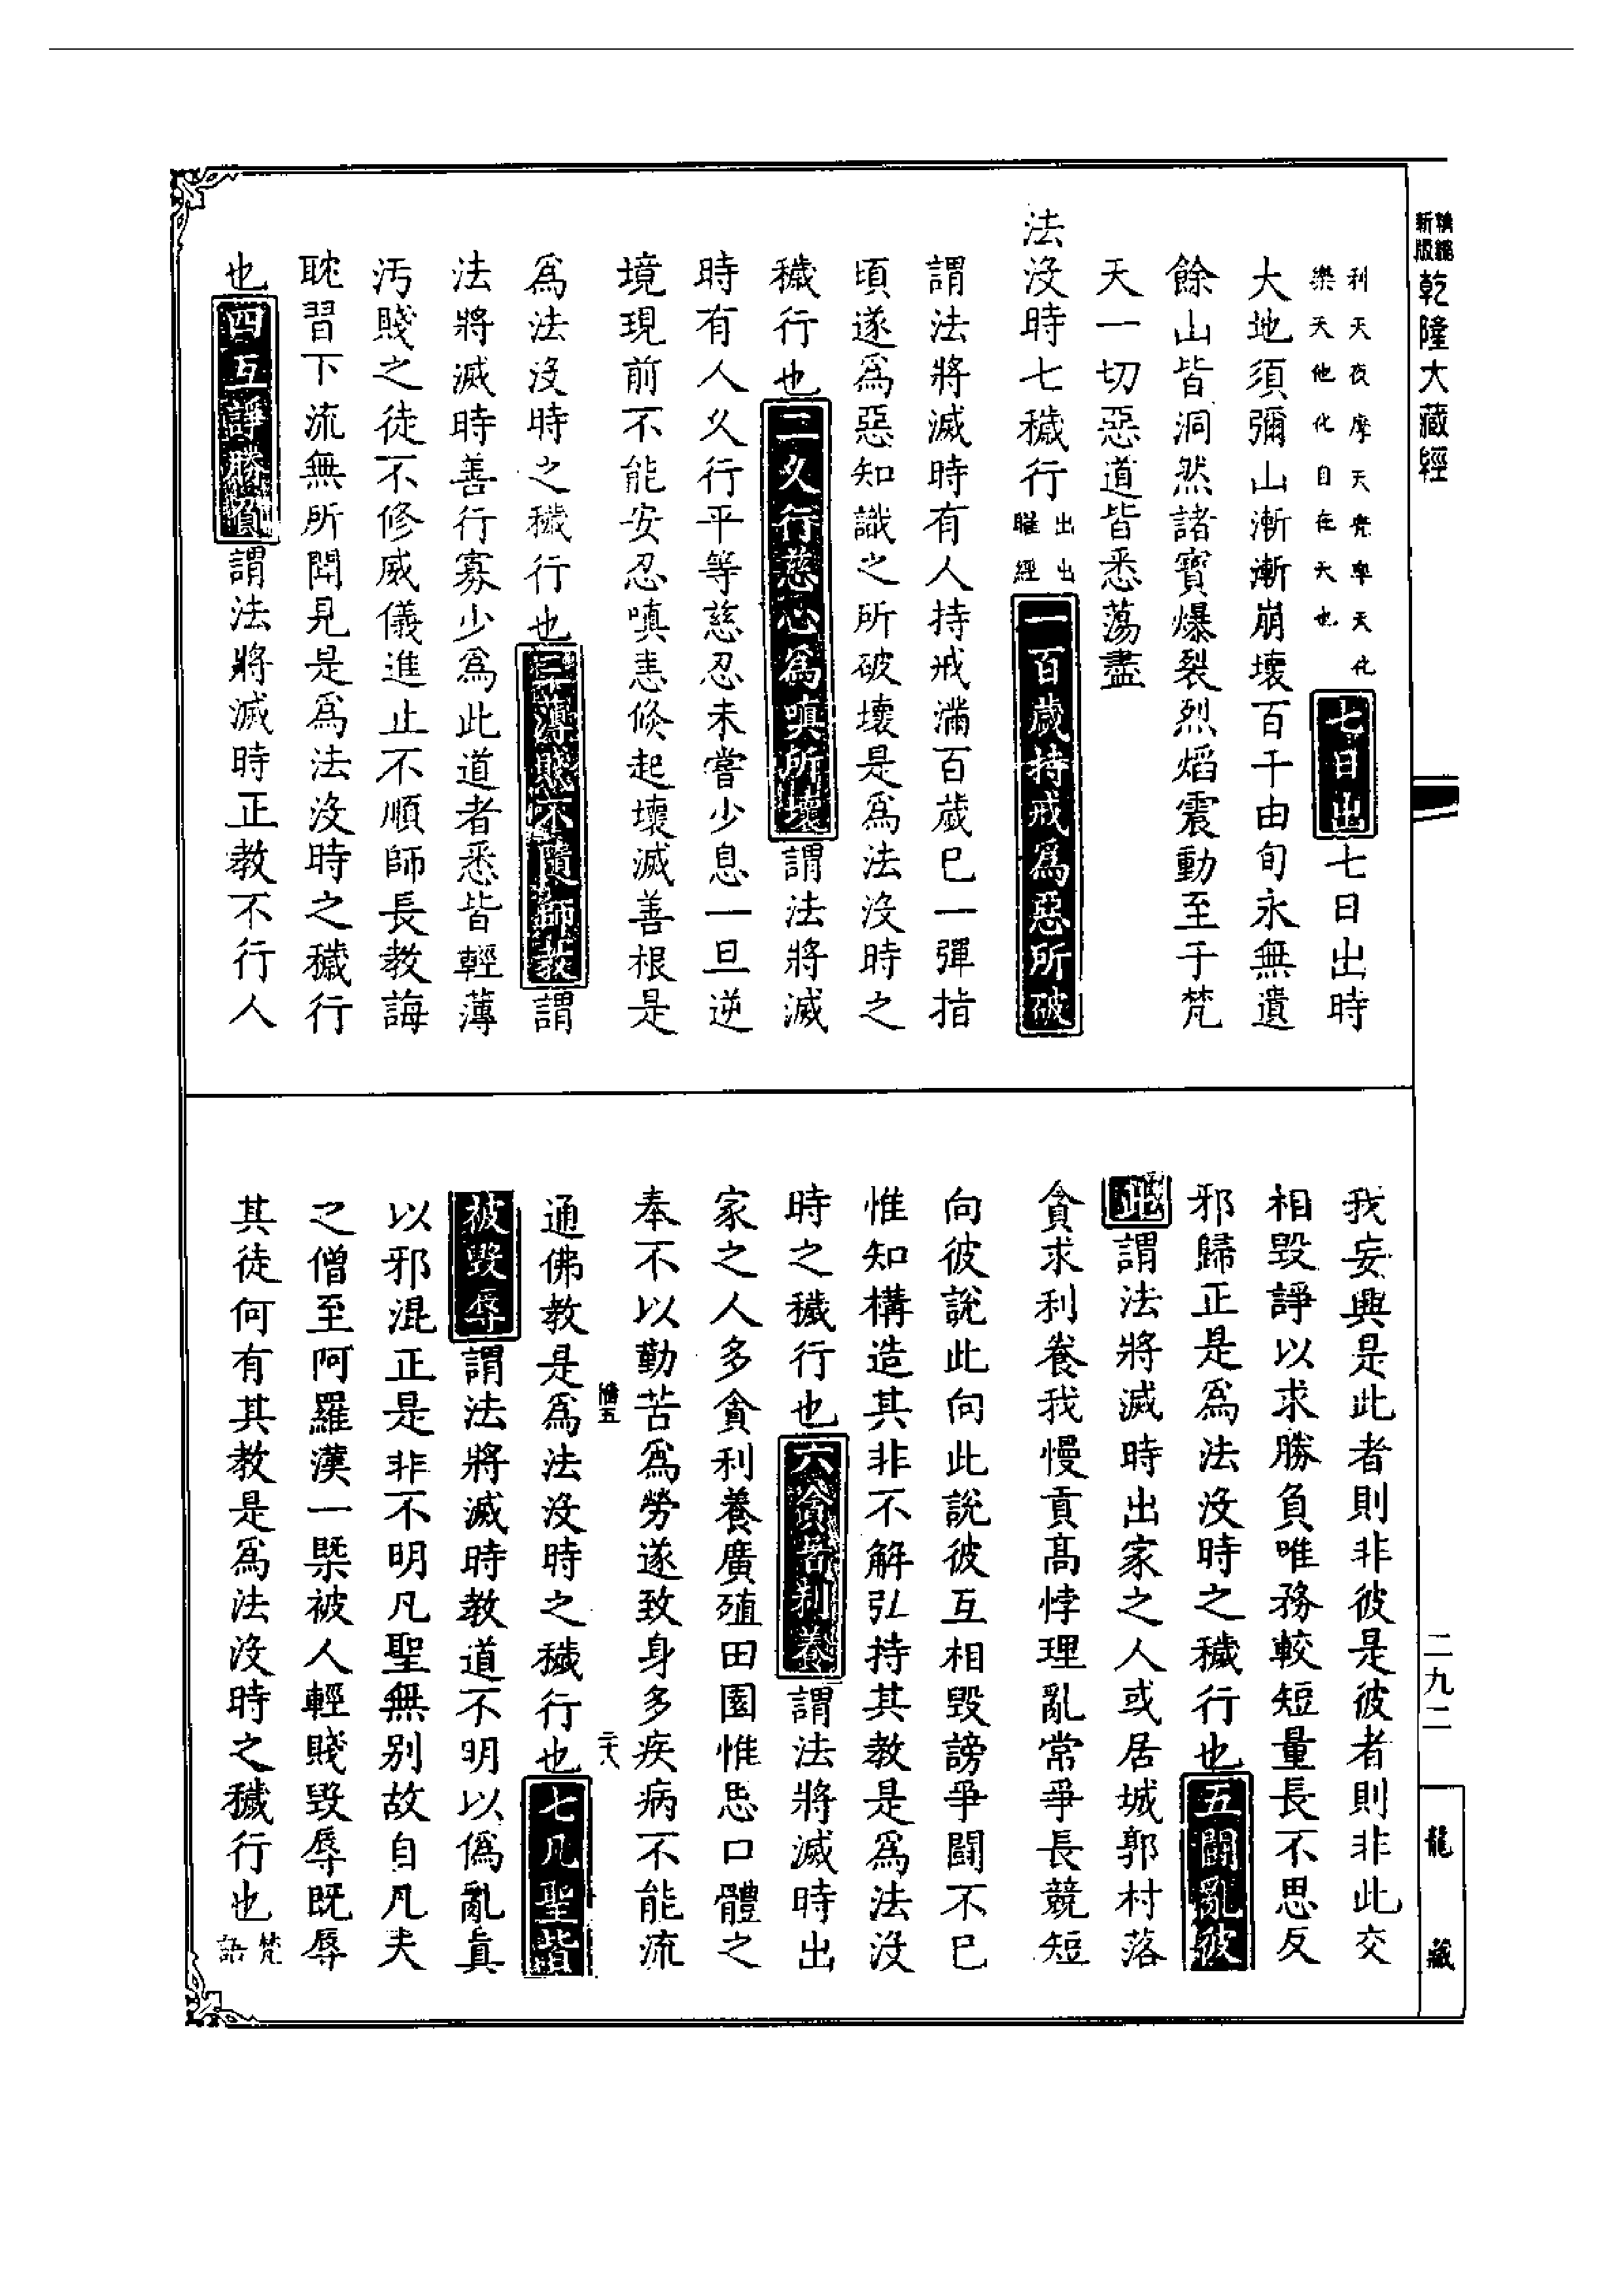 新版 精編 乾隆大藏經
利天夜摩天兜率天化
樂天他化自在天也 七日出七日出時
大地須彌山漸漸崩壞百千由旬永無遺
餘山皆洞然諸寶爆裂烈焰震動至于梵
天一切惡道皆悉蕩盡
法沒時七穢行 出出
曜經 一百歲持戒爲惡所破
謂法將滅時有人持戒滿百歲已一彈指
頃遂爲惡知識之所破壞是爲法沒時之
穢行也二久行慈心爲嗔所壞謂法將滅
時有人久行平等慈忍未嘗少息一旦逆
境現前不能安忍嗔恚倐起壞滅善根是
爲法沒時之穢行也三薄賤不隨師教謂
法將滅時善行寡少爲此道者悉皆輕薄
汚賤之徒不修威儀進止不順師長教誨
耽習下流無所聞見是爲法沒時之穢行
也四互諍勝負謂法將滅時正教不行人
我妄興是此者則非彼是彼者則非此交
相毀諍以求勝負唯務較短量長不思反
邪歸正是爲法沒時之穢行也五鬪亂彼
此謂法將滅時出家之人或居城郭村落
貪求利養我慢貢高悖理亂常爭長競短
向彼說此向此說彼互相毀謗爭鬪不已
惟知構造其非不解弘持其教是爲法沒
時之穢行也六貪著利養謂法將滅時出
家之人多貪利養廣殖田園惟思口體之
奉不以勤苦爲勞遂致身多疾病不能流
通佛教是爲法沒時之穢行也七凡聖皆
被毀辱謂法將滅時教道不明以僞亂真
以邪混正是非不明凡聖無別故自凡夫
之僧至阿羅漢一槩被人輕賤毀辱既辱
其徒何有其教是爲法沒時之穢行也 梵
語
二九二
龍藏